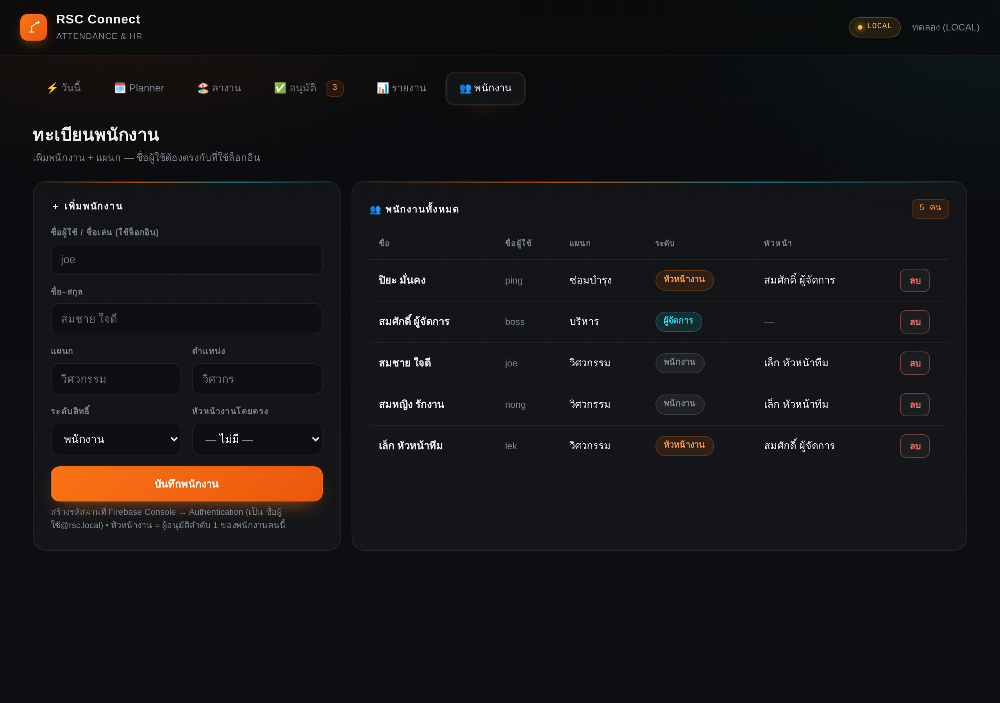 RSC Connect
ATTENDANCE & HR
LOCAL
ทดลอง (LOCAL)
⚡ วันนี้
🗓️ Planner
🏖️ ลางาน
✅ อนุมัติ 3
📊 รายงาน
👥 พนักงาน
ทะเบียนพนักงาน
เพิ่มพนักงาน + แผนก — ชื่อผู้ใช้ต้องตรงกับที่ใช้ล็อกอิน
+ เพิ่มพนักงาน
ชื่อผู้ใช้ / ชื่อเล่น (ใช้ล็อกอิน)
joe
ชื่อ–สกุล
สมชาย ใจดี
แผนก ตำแหน่ง
วิศวกรรม วิศวกร
ระดับสิทธิ์ หัวหน้างานโดยตรง
พนักงาน — ไม่มี —
บันทึกพนักงาน
สร้างรหัสผ่านที่ Firebase Console → Authentication (เป็น ชื่อผู้
ใช้@rsc.local) • หัวหน้างาน = ผู้อนุมัติลำดับ 1 ของพนักงานคนนี้
👥 พนักงานทั้งหมด 5 คน
ชื่อ ชื่อผู้ใช้ แผนก ระดับ หัวหน้า
ปิยะ มั่นคง ping ซ่อมบำรุง หัวหน้างาน สมศักดิ์ ผู้จัดการ ลบ
สมศักดิ์ ผู้จัดการ boss บริหาร ผู้จัดการ — ลบ
สมชาย ใจดี joe วิศวกรรม พนักงาน เล็ก หัวหน้าทีม ลบ
สมหญิง รักงาน nong วิศวกรรม พนักงาน เล็ก หัวหน้าทีม ลบ
เล็ก หัวหน้าทีม lek วิศวกรรม หัวหน้างาน สมศักดิ์ ผู้จัดการ ลบ